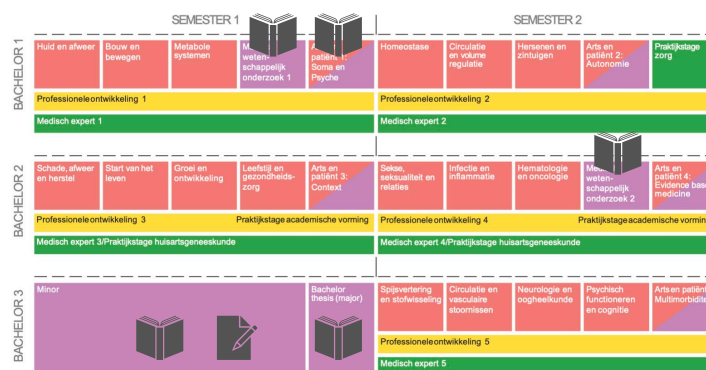 SEMESTER 1
SEMESTER 2
BACHELOR 1
Huid en afweer
Bouw en
bewegen
Metabole
systemen
weten-
schappelijk
onderzoek 1
Soma en
Psyche
Homeostase
Circulatie
en volume
regulatie
Hersenen en
zintuigen
Arts en
patiënt 2:
Autonomie
Praktijkstage
zorg
Professionele ontwikkeling 1
Professionele ontwikkeling 2
Medisch expert 1
Medisch expert 2
BACHELOR 2
Schade, afweer
en herstel
Start van het
leven
Groei en
ontwikkeling
Leefstijl en
gezondheids-
zorg
Arts en
patiënt 3:
Context
Sekse,
seksualiteit en
relaties
Infectie en
inflammatie
Hematologie
en oncologie
weten-
schappelijk
onderzoek 2
Arts en
patiënt 4:
Evidence base
medicine
Professionele ontwikkeling 3
Praktijkstage academische vorming
Professionele ontwikkeling 4
Praktijkstage academische vormin
Medisch expert 3/Praktijkstage huisartsgeneeskunde
Medisch expert 4/Praktijkstage huisartsgeneeskunde
BACHELOR 3
Minor
Bachelor
thesis (major)
Spijsvertering
en stofwisseling
Circulatie en
vasculaire
stoornissen
Neurologie en
oogheelkunde
Psychisch
functioneren
en cognitie
Arts en patiënt
Multimorbidite
Professionele ontwikkeling 5
Medisch expert 5